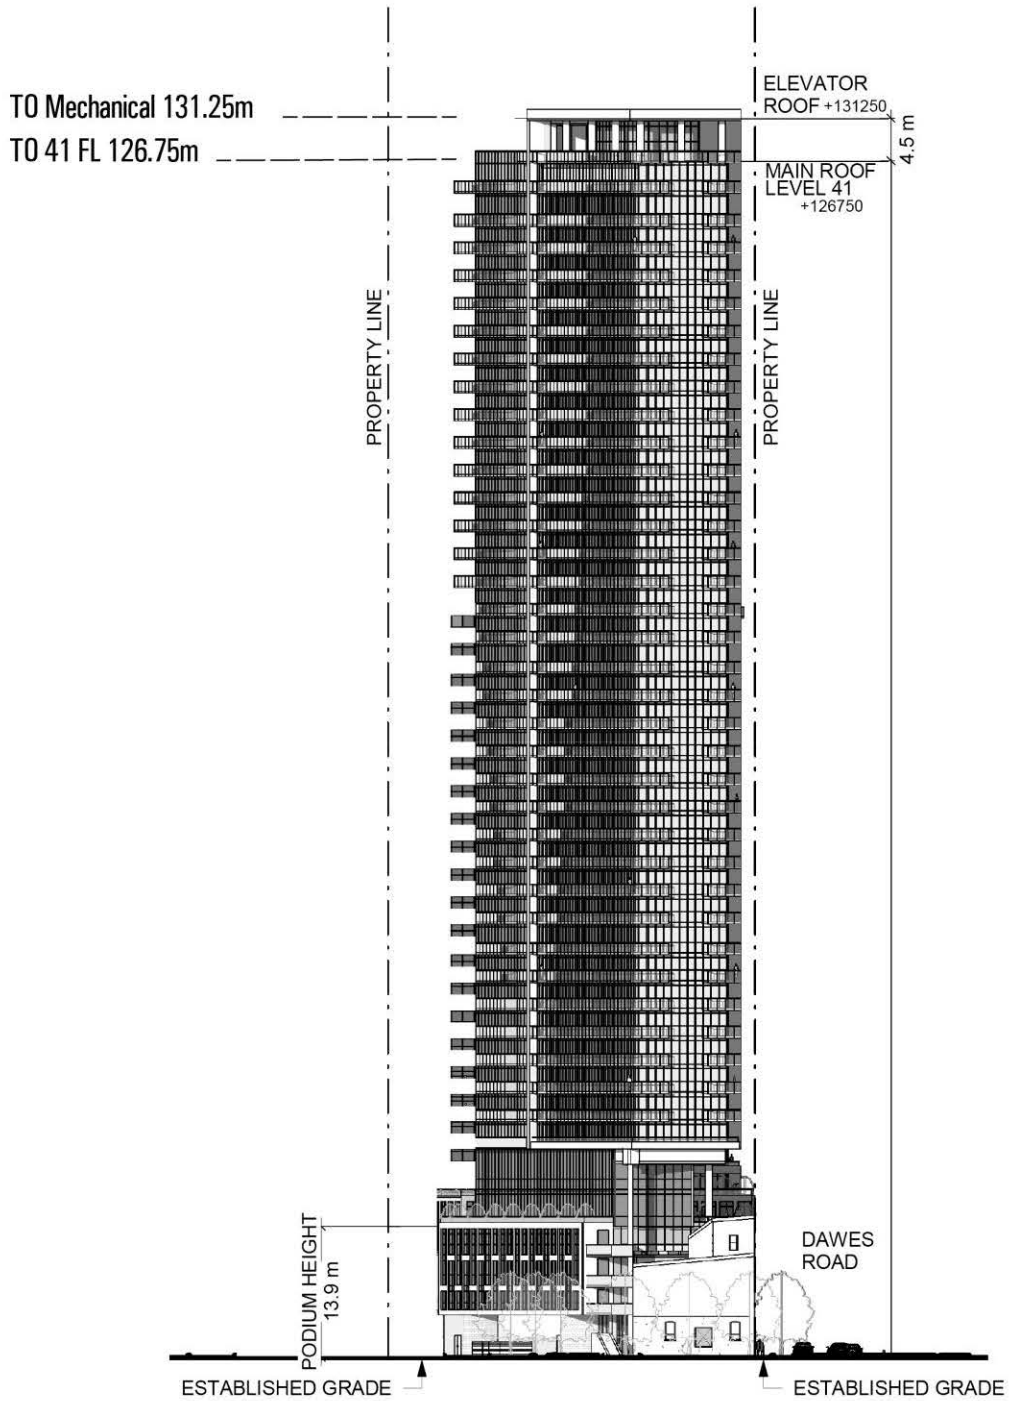 TO Mechanical 131.25m
TO 41 FL 126.75m
ELEVATOR
ROOF +131250
4.5 m
MAIN ROOF
LEVEL 41
+126750
PROPERTY LINE
PROPERTY LINE
PODIUM HEIGHT
13.9 m
DAWES
ROAD
ESTABLISHED GRADE
ESTABLISHED GRADE